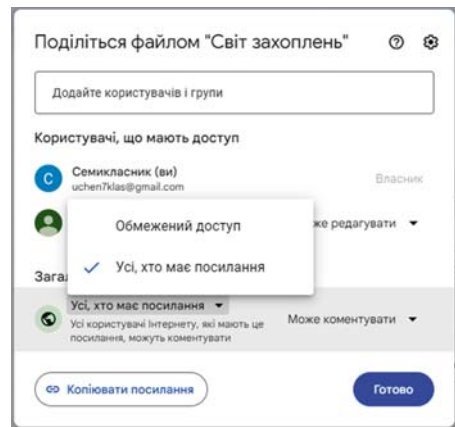 Поділіться файлом "Світ захоплень"
Додайте користувачів і групи
Користувачі, що мають доступ
С
Семикласник (ви)
uchen7klas@gmail.com
Власник
Обмежений доступ
же редагувати
Усі, хто має посилання
Зага
Усі, хто має посилання
Усі користувачі Інтернету, які мають це
посилання, можуть коментувати
Може коментувати
Копіювати посилання
Готово